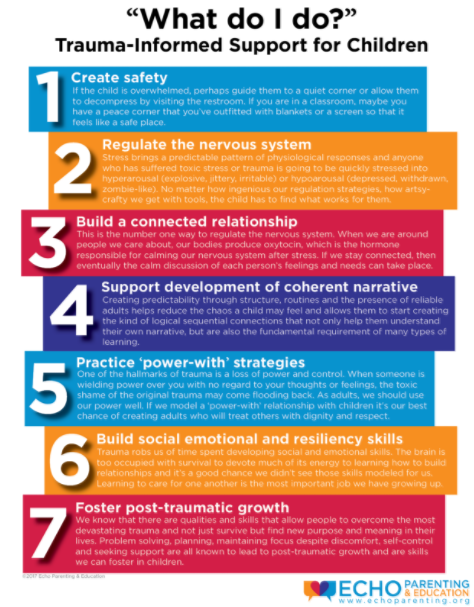 “What do I do?”
Trauma-Informed Support for Children
1
Create safety
If the child is overwhelmed, perhaps guide them to a quiet corner or allow them
to decompress by visiting the restroom. If you are in a classroom, maybe you
have a peace corner that you’ve outfitted with blankets or a screen so that it
feels like a safe place.
2
Regulate the nervous system
Stress brings a predictable pattern of physiological responses and anyone
who has suffered toxic stress or trauma is going to be quickly stressed into
hyperarousal (explosive, jittery, irritable) or hypoarousal (depressed, withdrawn,
zombie-like). No matter how ingenious our regulation strategies, how artsy-
crafty we get with tools, the child has to find what works for them.
3
Build a connected relationship
This is the number one way to regulate the nervous system. When we are around
people we care about, our bodies produce oxytocin, which is the hormone
responsible for calming our nervous system after stress. If we stay connected, then
eventually the calm discussion of each person’s feelings and needs can take place.
4
Support development of coherent narrative
Creating predictability through structure, routines and the presence of reliable
adults helps reduce the chaos a child may feel and allows them to start creating
the kind of logical sequential connections that not only help them understand
their own narrative, but are also the fundamental requirement of many types of
learning.
5
Practice ‘power-with’ strategies
One of the hallmarks of trauma is a loss of power and control. When someone is
wielding power over you with no regard to your thoughts or feelings, the toxic
shame of the original trauma may come flooding back. As adults, we should use
our power well. If we model a ‘power-with’ relationship with children it’s our best
chance of creating adults who will treat others with dignity and respect.
6
Build social emotional and resiliency skills
Trauma robs us of time spent developing social and emotional skills. The brain is
too occupied with survival to devote much of its energy to learning how to build
relationships and it’s a good chance we didn’t see those skills modeled for us.
Learning to care for one another is the most important job we have growing up.
7
Foster post-traumatic growth
We know that there are qualities and skills that allow people to overcome the most
devastating trauma and not just survive but find new purpose and meaning in their
lives. Problem solving, planning, maintaining focus despite discomfort, self-control
and seeking support are all known to lead to post-traumatic growth and are skills
we can foster in children.
©2017 Echo Parenting & Education
ECHO PARENTING & EDUCATION
www.echoparenting.org